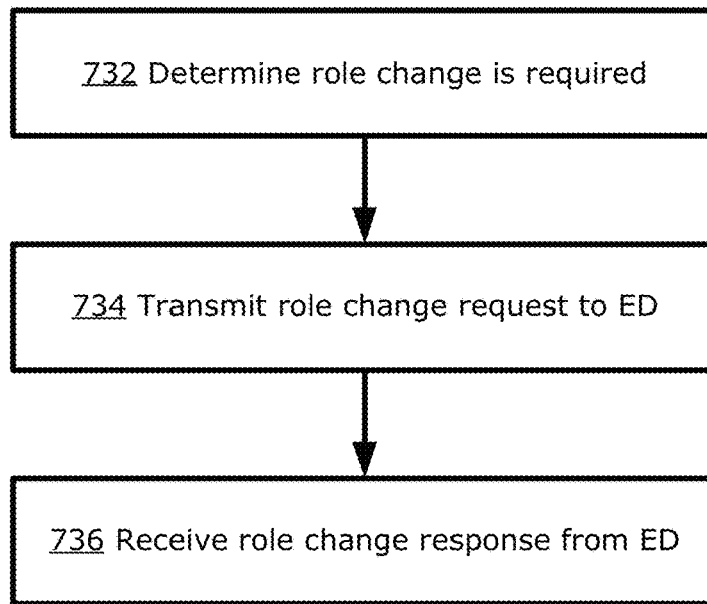 732 Determine role change is required
734 Transmit role change request to ED
736 Receive role change response from ED